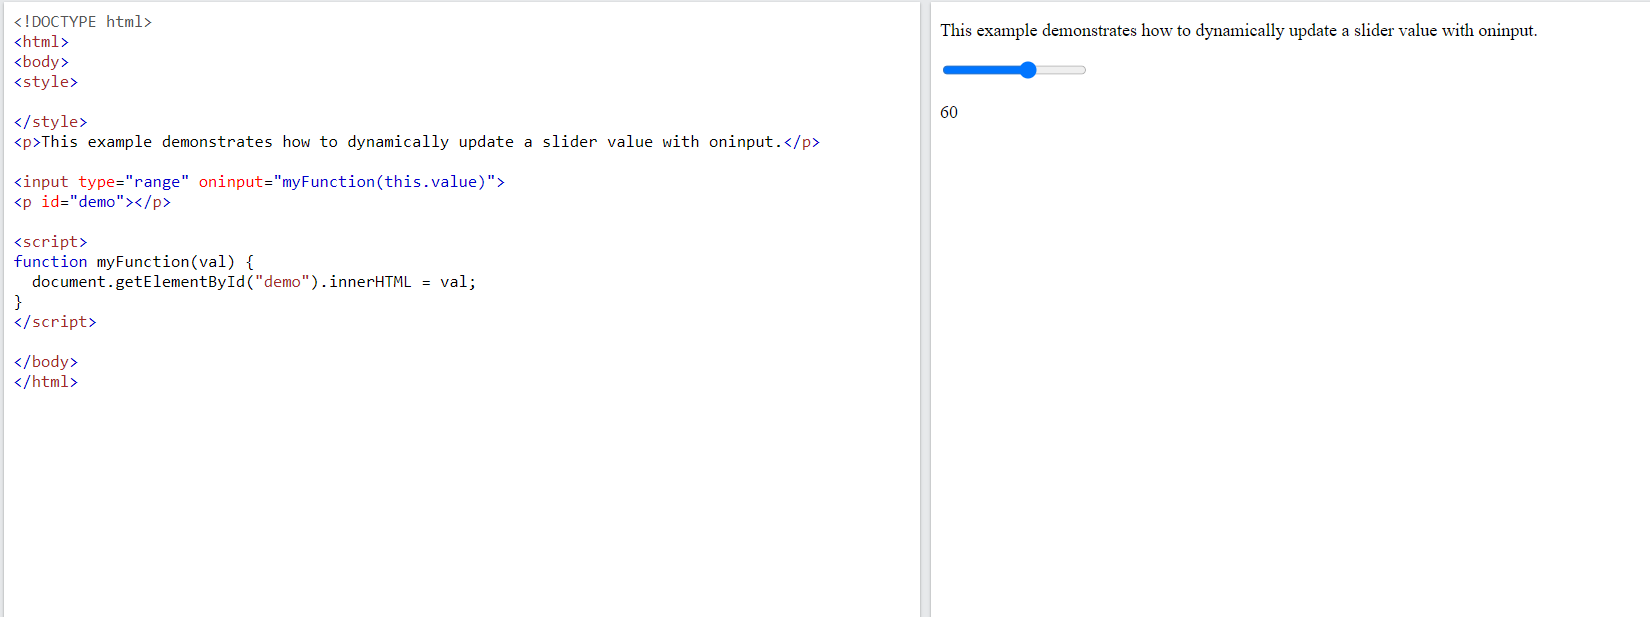 <!DOCTYPE html>
<html>
<body>
<style>
</style>
<p>This example demonstrates how to dynamically update a slider value with oninput.</p>
<input type="range" oninput="myFunction(this.value)">
<p id="demo"></p>
<script>
function myFunction(val) {
  document.getElementById("demo").innerHTML = val;
}
</script>
</body>
</html>
This example demonstrates how to dynamically update a slider value with oninput.
60